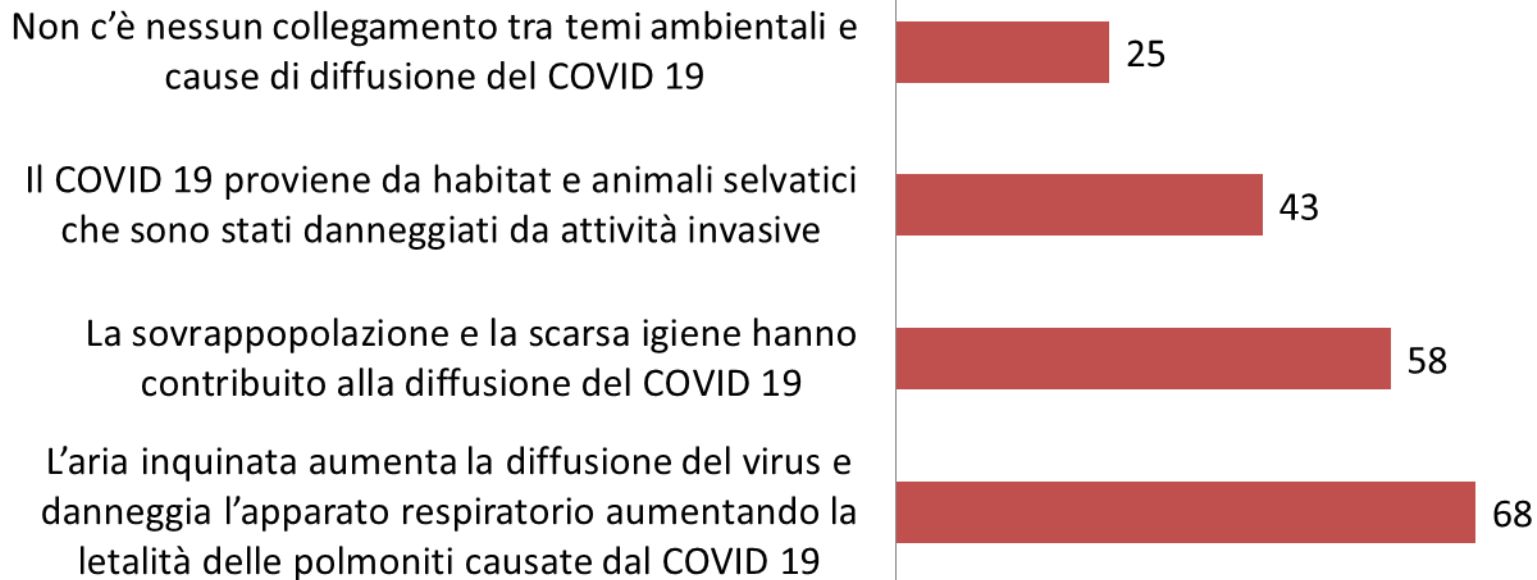 Non c’è nessun collegamento tra temi ambientali e
cause di diffusione del COVID 19
25
Il COVID 19 proviene da habitat e animali selvatici
che sono stati danneggiati da attività invasive
43
La sovrappopolazione e la scarsa igiene hanno
contribuito alla diffusione del COVID 19
58
L’aria inquinata aumenta la diffusione del virus e
danneggia l’apparato respiratorio aumentando la
letalità delle polmoniti causate dal COVID 19
68